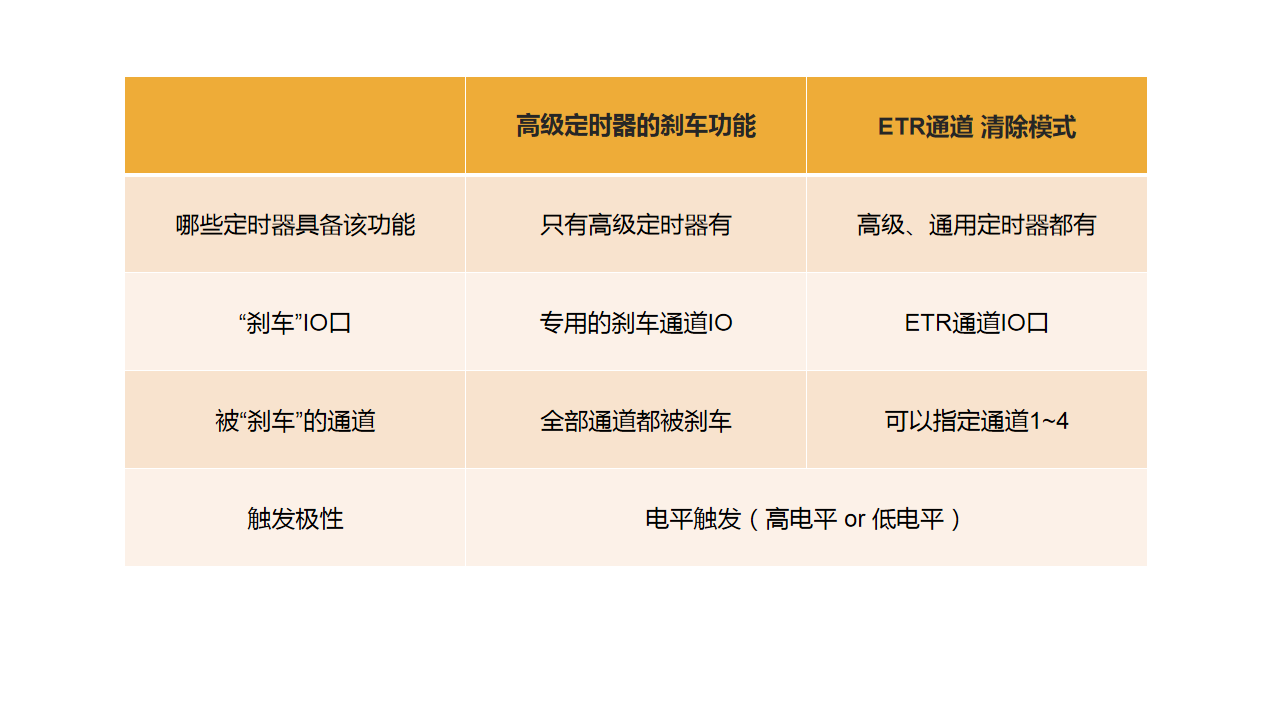 高级定时器的刹车功能
ETR通道 清除模式
哪些定时器具备该功能
只有高级定时器有
高级、通用定时器都有
“刹车”IO口
专用的刹车通道IO
ETR通道IO口
被“刹车”的通道
全部通道都被刹车
可以指定通道1~4
触发极性
电平触发（高电平 or 低电平）